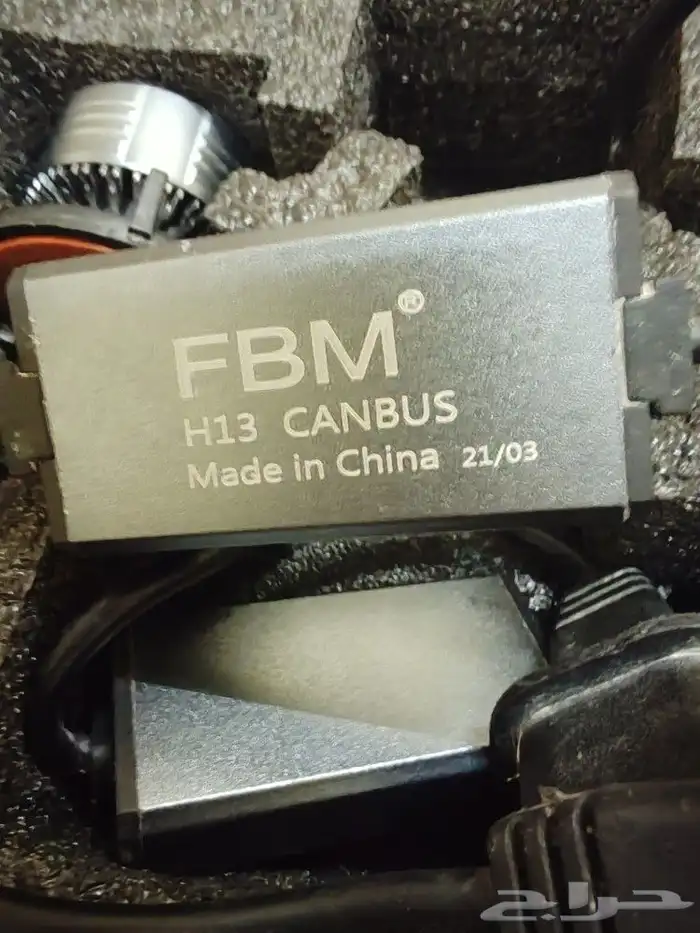 FBM®
H13 CANBUS
Made in China 21/03
حراج